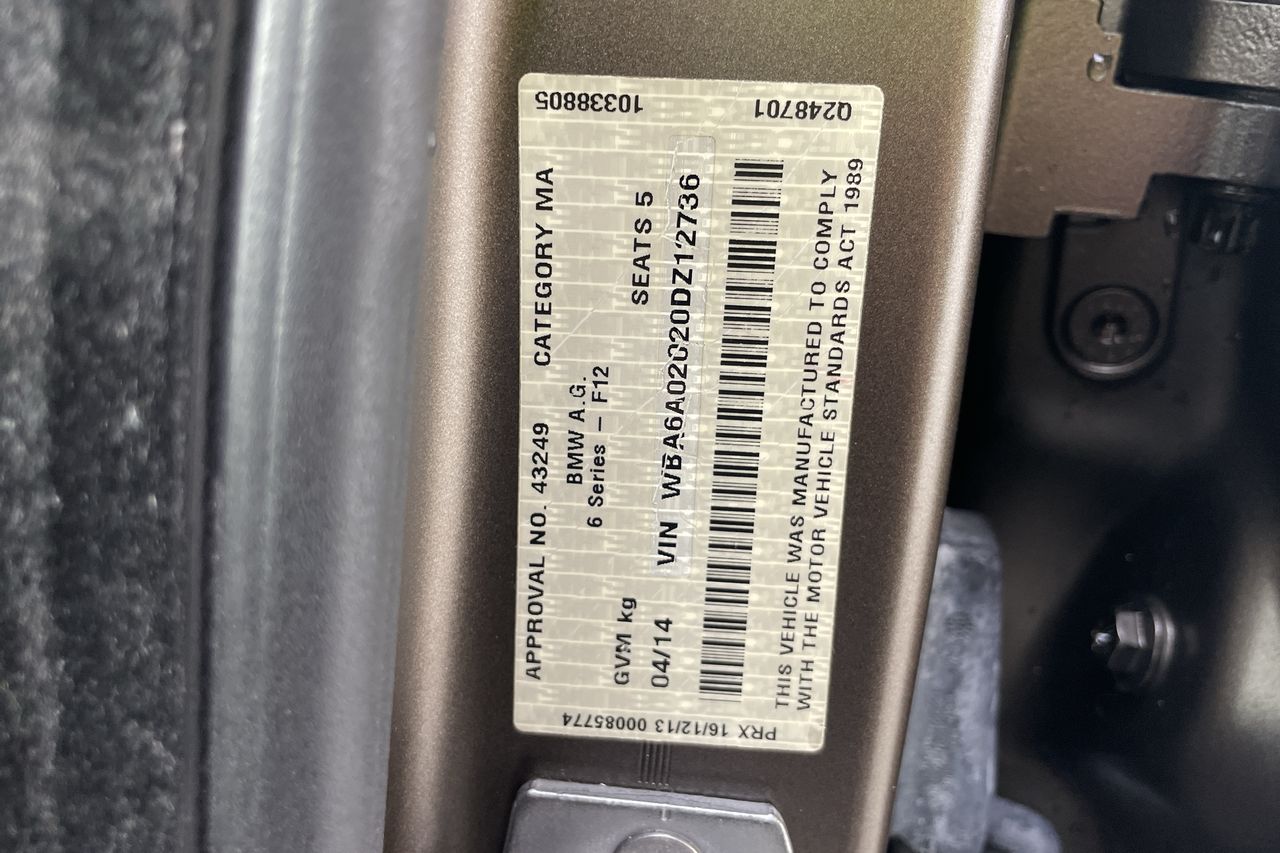 APPROVAL NO. 43249 CATEGORY MA
BMW A.G.
6 Series – F12
GVM kg SEATS 5
04/14 VIN WBA6A02020DZ12736
THIS VEHICLE WAS MANUFACTURED TO COMPLY
WITH THE MOTOR VEHICLE STANDARDS ACT 1989
10338805
Q248701
PRX 16/12/13 00085774